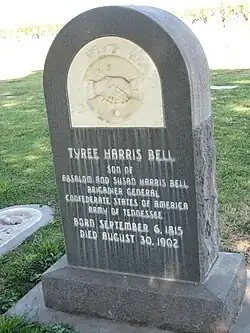 TYREE HARRIS BELL
SON OF
ABSALOM AND SUSAN HARRIS BELL
BRIGADIER GENERAL
CONFEDERATE STATES OF AMERICA
ARMY OF TENNESSEE
BORN SEPTEMBER 6, 1815
DIED AUGUST 30, 1902